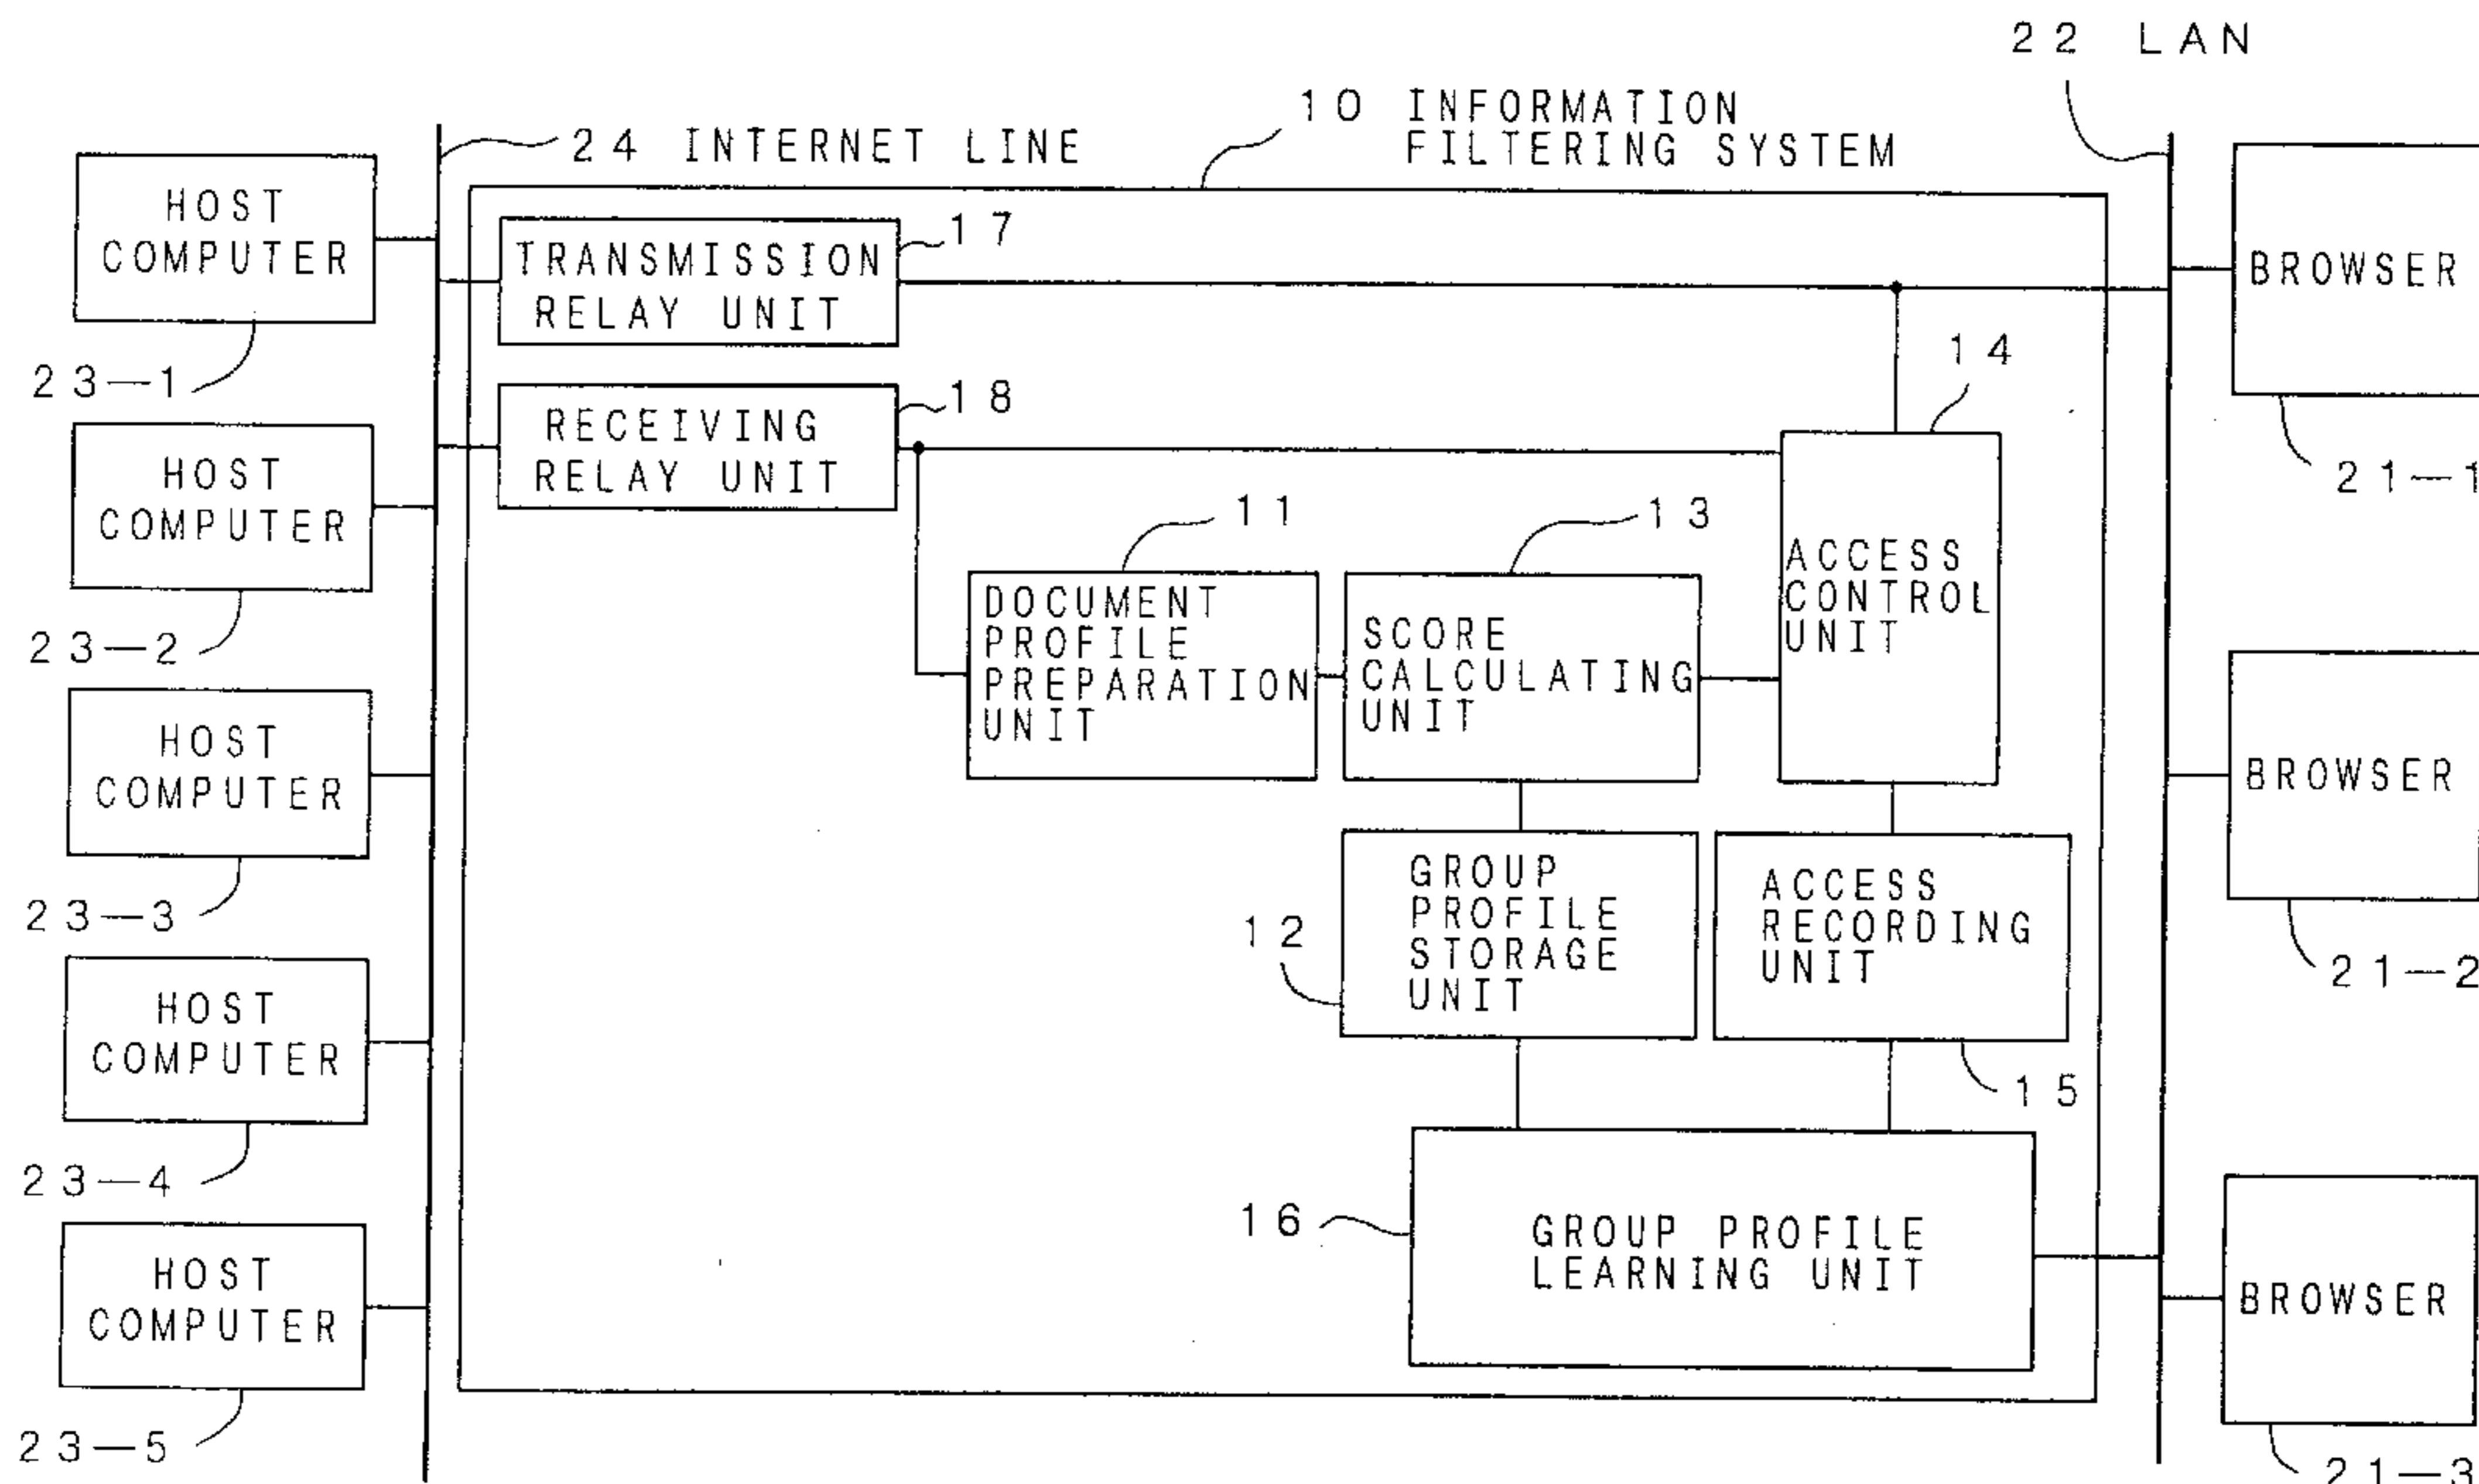 22 LAN
10 INFORMATION
FILTERING SYSTEM
24 INTERNET LINE
HOST
COMPUTER
23-1
HOST
COMPUTER
23-2
HOST
COMPUTER
23-3
HOST
COMPUTER
23-4
HOST
COMPUTER
23-5
TRANSMISSION
RELAY UNIT
17
RECEIVING
RELAY UNIT
18
11
DOCUMENT
PROFILE
PREPARATION
UNIT
13
SCORE
CALCULATING
UNIT
14
ACCESS
CONTROL
UNIT
12
GROUP
PROFILE
STORAGE
UNIT
ACCESS
RECORDING
UNIT
15
16
GROUP PROFILE
LEARNING UNIT
BROWSER
21-1
BROWSER
21-2
BROWSER
21-3